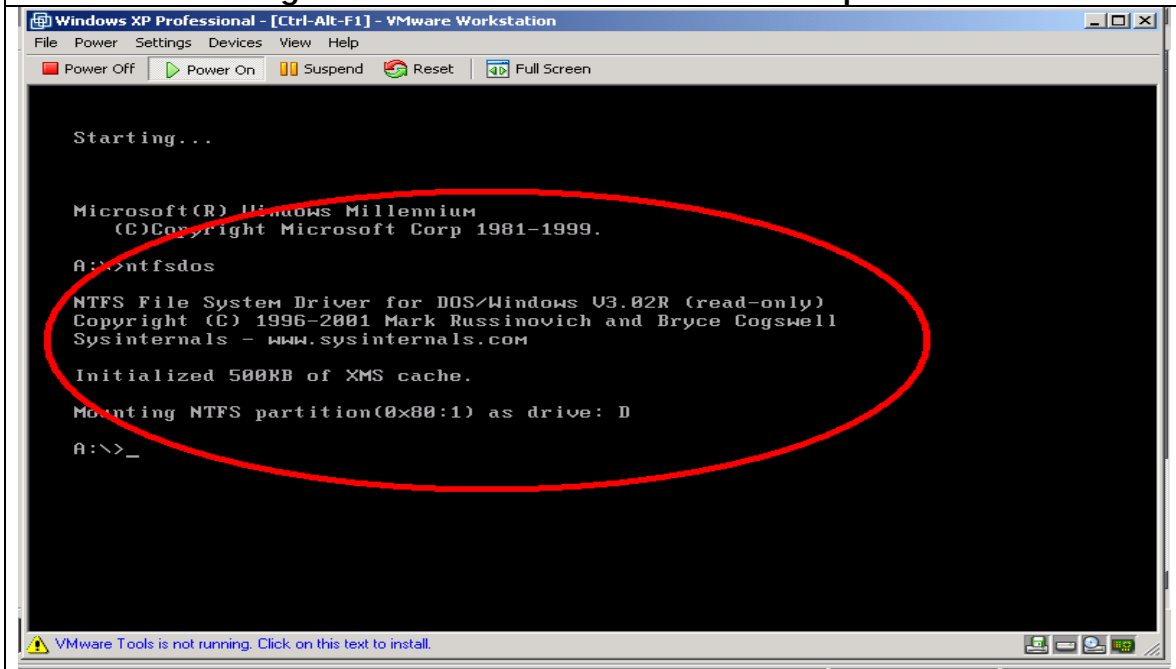 Windows XP Professional - [Ctrl-Alt-F1] - VMware Workstation
File Power Settings Devices View Help
Power Off Power On Suspend Reset Full Screen
Starting...
Microsoft(R) Windows Millennium
(C)Copyright Microsoft Corp 1981-1999.
A:\>ntfsdos
NTFS File System Driver for DOS/Windows V3.02R (read-only)
Copyright (C) 1996-2001 Mark Russinovich and Bryce Cogswell
Sysinternals - www.sysinternals.com
Initialized 500KB of XMS cache.
Mounting NTFS partition(0x80:1) as drive: D
A:\>_
VMware Tools is not running. Click on this text to install.